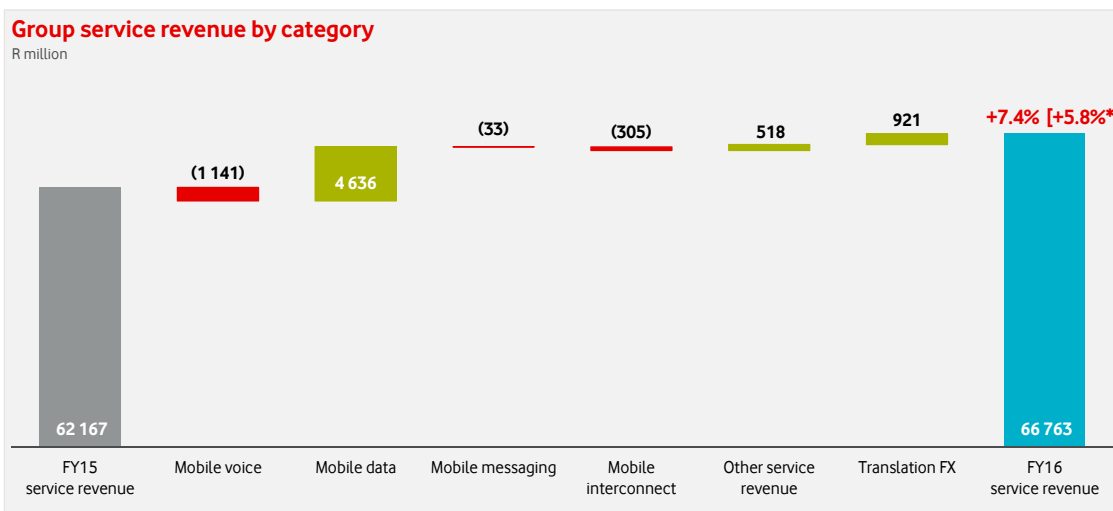 Group service revenue by category
R million
(1 141)
4 636
(33)
(305)
518
921
+7.4% [+5.8%*
62 167
66 763
FY15
service revenue
Mobile voice
Mobile data
Mobile messaging
Mobile
interconnect
Other service
revenue
Translation FX
FY16
service revenue